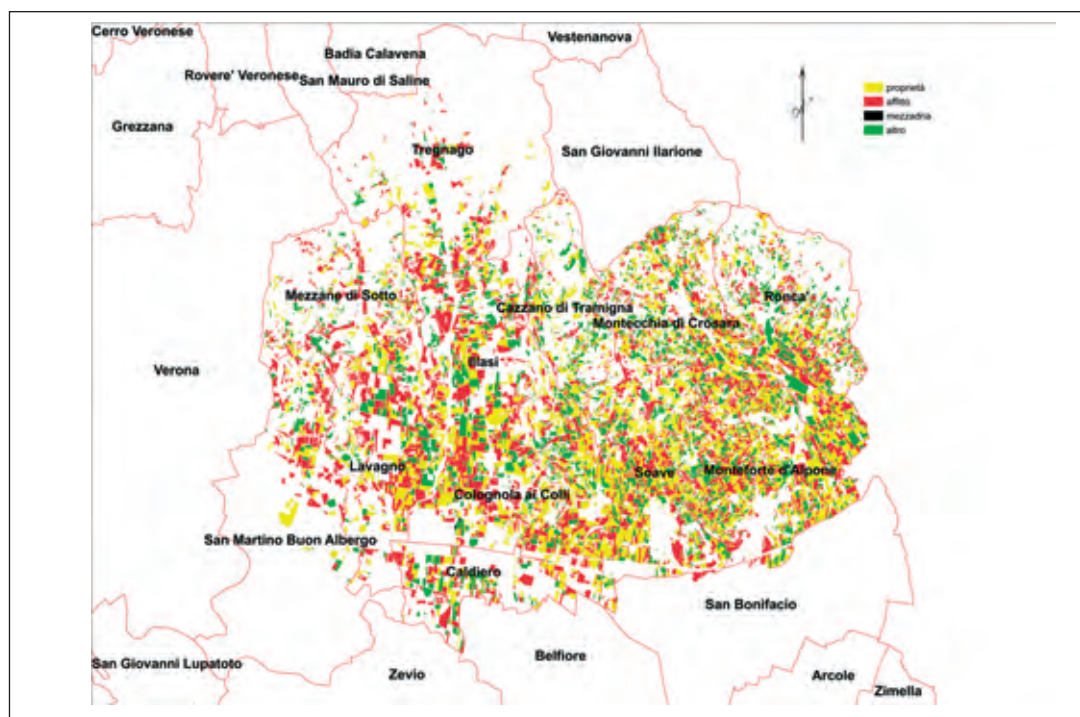 Cerro Veronese
Vestenanova
Badia Calavena
Rovere' Veronese
San Mauro di Saline
proprietà
affitto
mezzadria
altro
Grezzana
Tregnago
San Giovanni Ilarione
Mezzane di Sotto
Ronca'
Cazzano di Tramigna
Montecchia di Crosara
Illasi
Verona
Lavagno
Soave
Monteforte d'Alpone
Colognola ai Colli
San Martino Buon Albergo
Caldiero
San Bonifacio
Belfiore
San Giovanni Lupatoto
Zevio
Arcole
Zimella